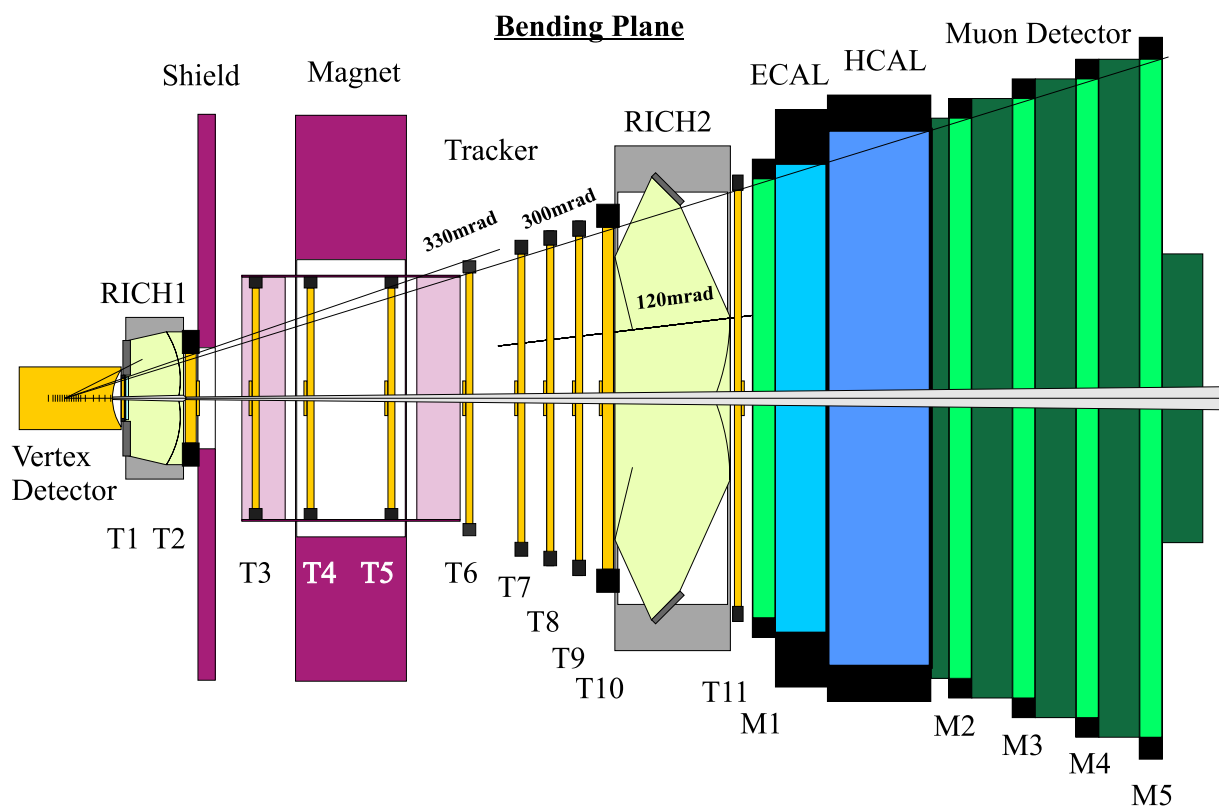 Bending Plane
Muon Detector
Shield
Magnet
ECAL
HCAL
RICH2
Tracker
330mrad
300mrad
RICH1
120mrad
Vertex
Detector
T1
T2
T3
T4
T5
T6
T7
T8
T9
T10
T11
M1
M2
M3
M4
M5